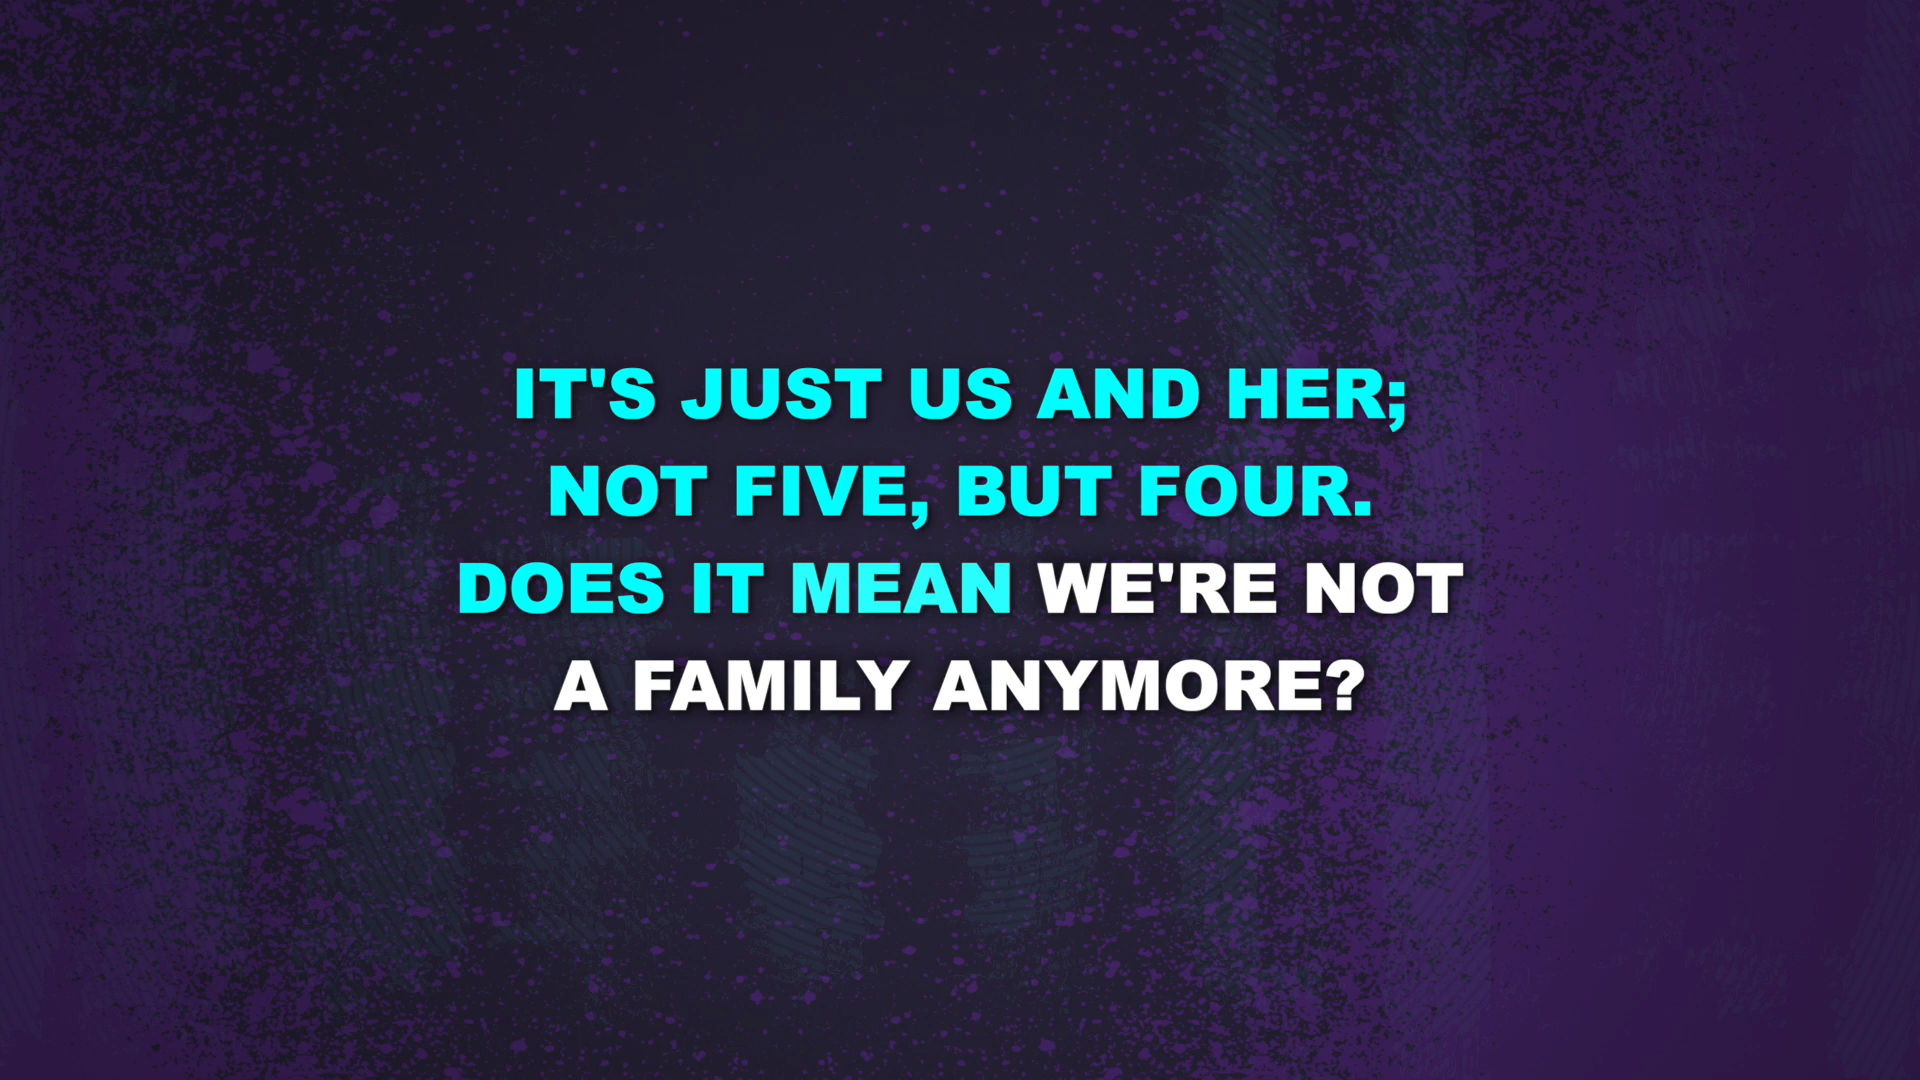 IT'S JUST US AND HER;
NOT FIVE, BUT FOUR.
DOES IT MEAN WE'RE NOT
A FAMILY ANYMORE?